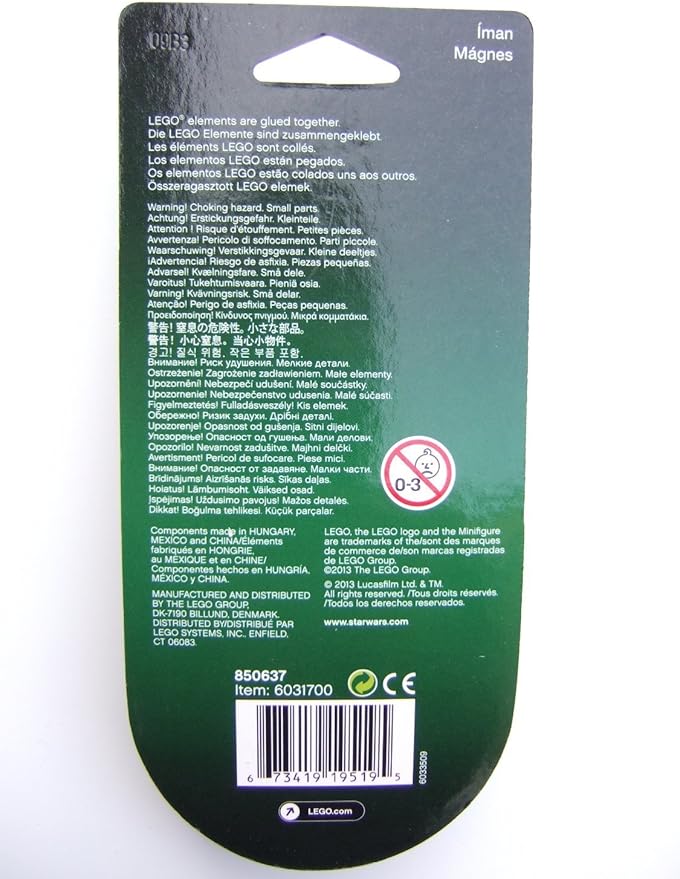 09B3
Íman
Mágnes
LEGO® elements are glued together.
Die LEGO Elemente sind zusammengeklebt.
Les éléments LEGO sont collés.
Los elementos LEGO están pegados.
Os elementos LEGO estão colados uns aos outros.
Összeragasztott LEGO elemek.
Warning! Choking hazard. Small parts.
Achtung! Erstickungsgefahr. Kleinteile.
Attention ! Risque d'étouffement. Petites pièces.
Avvertenza! Pericolo di soffocamento. Parti piccole.
Waarschuwing! Verstikkingsgevaar. Kleine deeltjes.
¡Advertencia! Riesgo de asfixia. Piezas pequeñas.
Advarsel! Kvælningsfare. Små dele.
Varoitus! Tukehtumisvaara. Pieniä osia.
Varning! Kvävningsrisk. Små delar.
Atenção! Perigo de asfixia. Peças pequenas.
Προειδοποίηση! Κίνδυνος πνιγμού. Μικρά κομματάκια.
警告! 窒息の危険性。小さな部品。
警告! 小心窒息。当心小物件。
경고! 질식 위험. 작은 부품 포함.
Внимание! Риск удушения. Мелкие детали.
Ostrzeżenie! Zagrożenie zadławieniem. Małe elementy.
Upozornění! Nebezpečí udušení. Malé součástky.
Upozornenie! Nebezpečenstvo udusenia. Malé súčasti.
Figyelmeztetés! Fulladásveszély! Kis elemek.
Обережно! Ризик задухи. Дрібні деталі.
Upozorenje! Opasnost od gušenja. Sitni dijelovi.
Упозорење! Опасност од гушења. Мали делови.
Opozorilo! Nevarnost zadušitve. Majhni delčki.
Avertisment! Pericol de sufocare. Piese mici.
Внимание! Опасност от задавяне. Малки части.
Brīdinājums! Aizrīšanās risks. Sīkas daļas.
Hoiatus! Lämbumisoht. Väiksed osad.
Įspėjimas! Uždusimo pavojus! Mažos detalės.
Dikkat! Boğulma tehlikesi. Küçük parçalar.
0-3
Components made in HUNGARY,
MEXICO and CHINA/Éléments
fabriqués en HONGRIE,
au MEXIQUE et en CHINE/
Componentes hechos en HUNGRÍA,
MÉXICO y CHINA.
MANUFACTURED AND DISTRIBUTED
BY THE LEGO GROUP,
DK-7190 BILLUND, DENMARK.
DISTRIBUTED BY/DISTRIBUÉ PAR
LEGO SYSTEMS, INC., ENFIELD,
CT 06083.
LEGO, the LEGO logo and the Minifigure
are trademarks of the/sont des marques
de commerce de/son marcas registradas
de LEGO Group.
©2013 The LEGO Group.
© 2013 Lucasfilm Ltd. & TM.
All rights reserved. /Tous droits réservés.
/Todos los derechos reservados.
www.starwars.com
850637
Item: 6031700
CE
6 73419 19519 5
6033509
LEGO.com